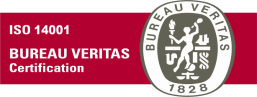 ISO 14001
BUREAU VERITAS
Certification
BUREAU VERITAS
1828